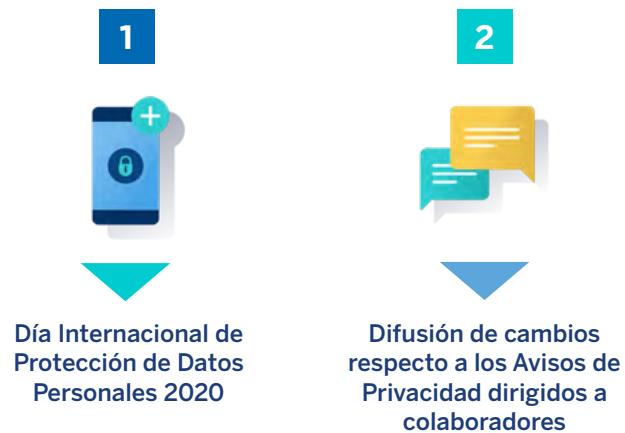 1
Día Internacional de
Protección de Datos
Personales 2020
2
Difusión de cambios
respecto a los Avisos de
Privacidad dirigidos a
colaboradores